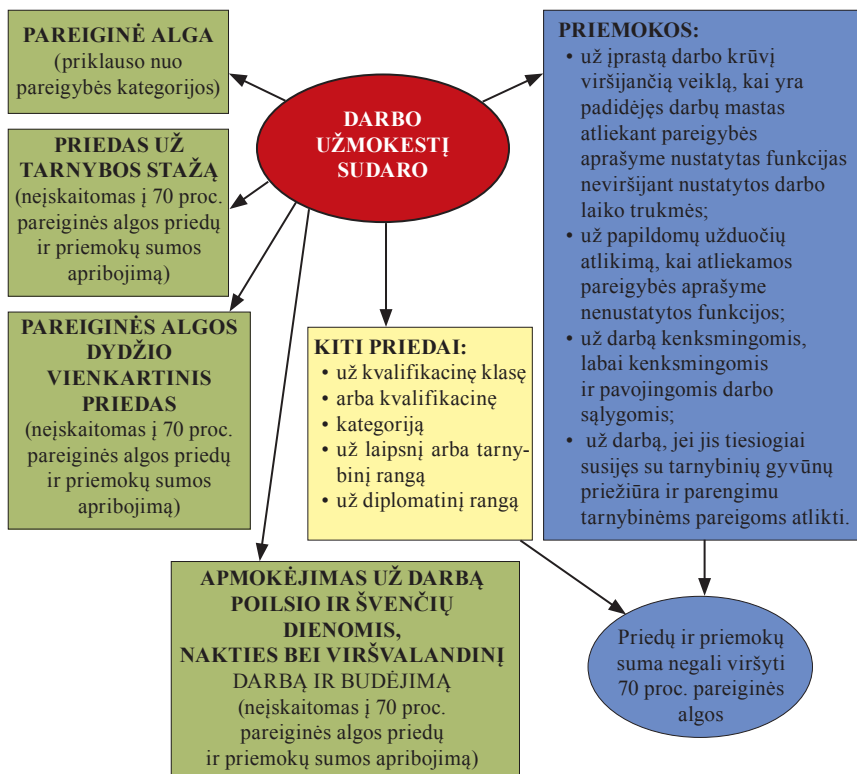 PAREIGINĖ ALGA
(priklauso nuo
pareigybės kategorijos)
PRIEDAS UŽ
TARNYBOS STAŽĄ
(neįskaitomas į 70 proc.
pareiginės algos priedų
ir priemokų sumos
apribojimą)
PAREIGINĖS ALGOS
DYDŽIO
VIENKARTINIS
PRIEDAS
(neįskaitomas į 70 proc.
pareiginės algos priedų
ir priemokų sumos
apribojimą)
DARBO
UŽMOKESTĮ
SUDARO
KITI PRIEDAI:
• už kvalifikacinę klasę
• arba kvalifikacinę
• kategoriją
• už laipsnį arba tarny-
binį rangą
• už diplomatinį rangą
APMOKĖJIMAS UŽ DARBĄ
POILSIO IR ŠVENČIŲ
DIENOMIS,
NAKTIES BEI VIRŠVALANDINĮ
DARBĄ IR BUDĖJIMĄ
(neįskaitomas į 70 proc.
pareiginės algos priedų
ir priemokų sumos apribojimą)
PRIEMOKOS:
• už įprastą darbo krūvį
viršijančią veiklą, kai yra
padidėjęs darbų mastas
atliekant pareigybės
aprašyme nustatytas funkcijas
neviršijant nustatytos darbo
laiko trukmės;
• už papildomų užduočių
atlikimą, kai atliekamos
pareigybės aprašyme
nenustatytos funkcijos;
• už darbą kenksmingomis,
labai kenksmingomis
ir pavojingomis darbo
sąlygomis;
• už darbą, jei jis tiesiogiai
susijęs su tarnybinių gyvūnų
priežiūra ir parengimu
tarnybinėms pareigoms atlikti.
Priedų ir priemokų
suma negali viršyti
70 proc. pareiginės
algos